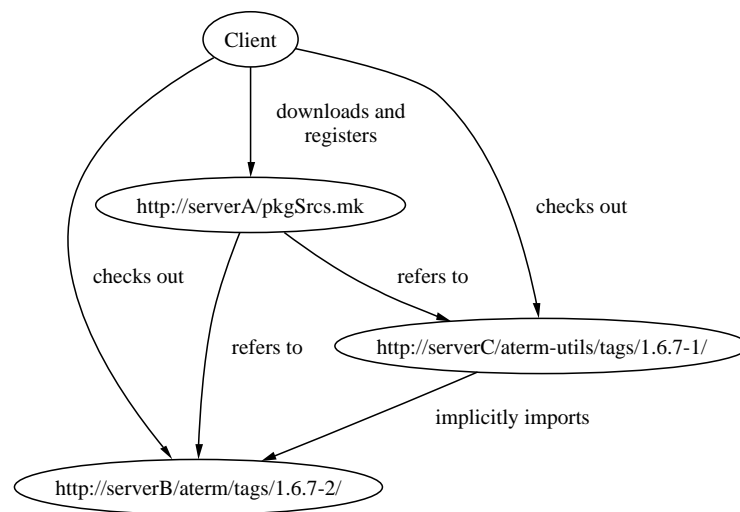 Client
downloads and
registers
http://serverA/pkgSrcs.mk
checks out
checks out
refers to
refers to
http://serverC/aterm-utils/tags/1.6.7-1/
implicitly imports
http://serverB/aterm/tags/1.6.7-2/